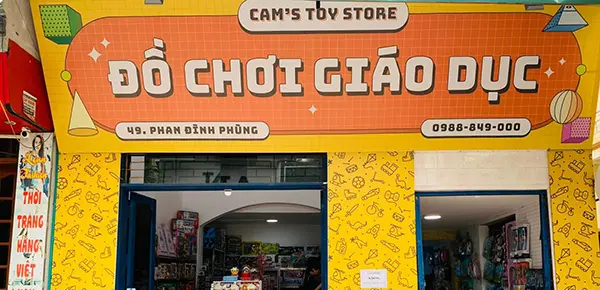 CAM'S TOY STORE
ĐỒ CHƠI GIÁO DỤC
49. PHAN ĐÌNH PHÙNG
0988-849-000
THỜI
TRANG
HÀNG
VIỆT